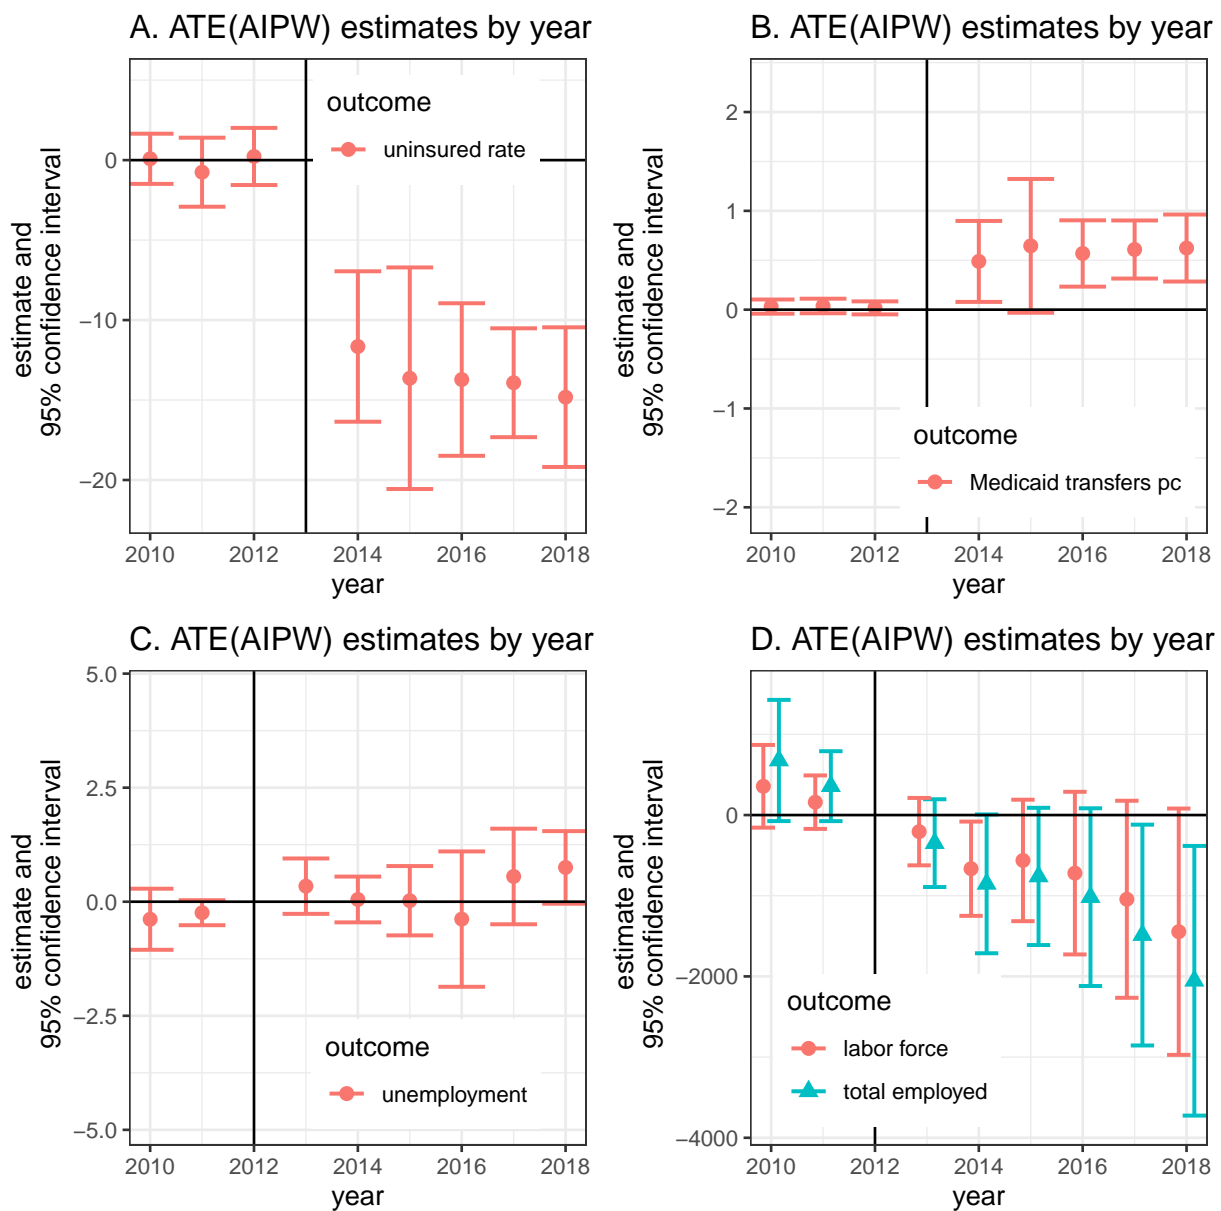 A. ATE(AIPW) estimates by year
estimate and
95% confidence interval
0
−10
−20
outcome
uninsured rate
2010
2012
2014
2016
2018
year
B. ATE(AIPW) estimates by year
estimate and
95% confidence interval
2
1
0
−1
−2
outcome
Medicaid transfers pc
2010
2012
2014
2016
2018
year
C. ATE(AIPW) estimates by year
estimate and
95% confidence interval
5.0
2.5
0.0
−2.5
−5.0
outcome
unemployment
2010
2012
2014
2016
2018
year
D. ATE(AIPW) estimates by year
estimate and
95% confidence interval
0
−2000
−4000
outcome
labor force
total employed
2010
2012
2014
2016
2018
year